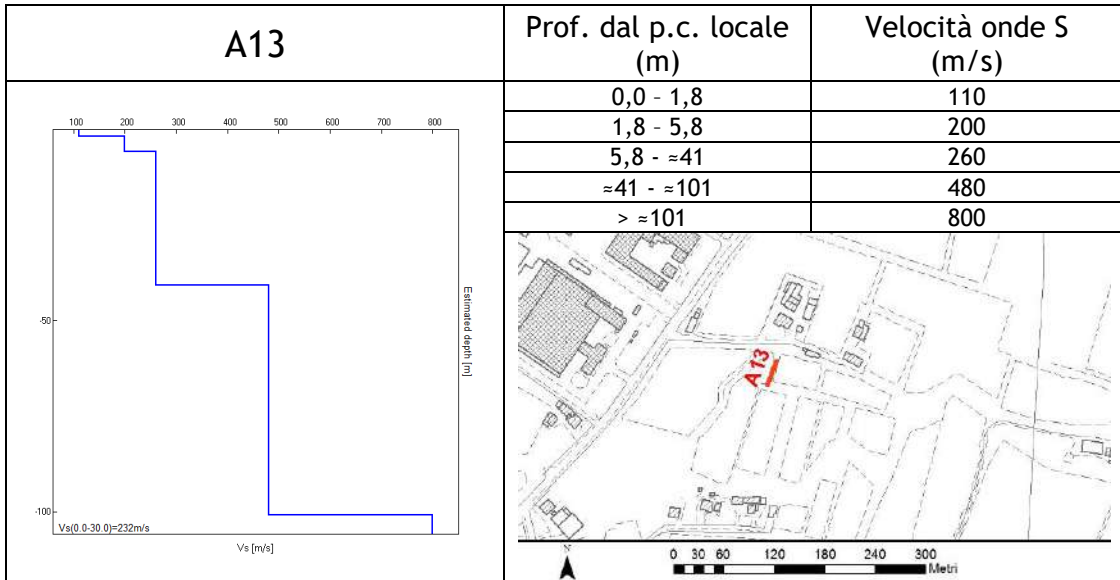 A13
Prof. dal p.c. locale
(m)
Velocità onde S
(m/s)
0,0 – 1,8 110
1,8 – 5,8 200
5,8 - ≈41 260
≈41 - ≈101 480
> ≈101 800
100 200 300 400 500 600 700 800
-50
-100
Estimated depth [m]
Vs(0.0-30.0)=232m/s
Vs [m/s]
A13
N
0 30 60 120 180 240 300
Metri